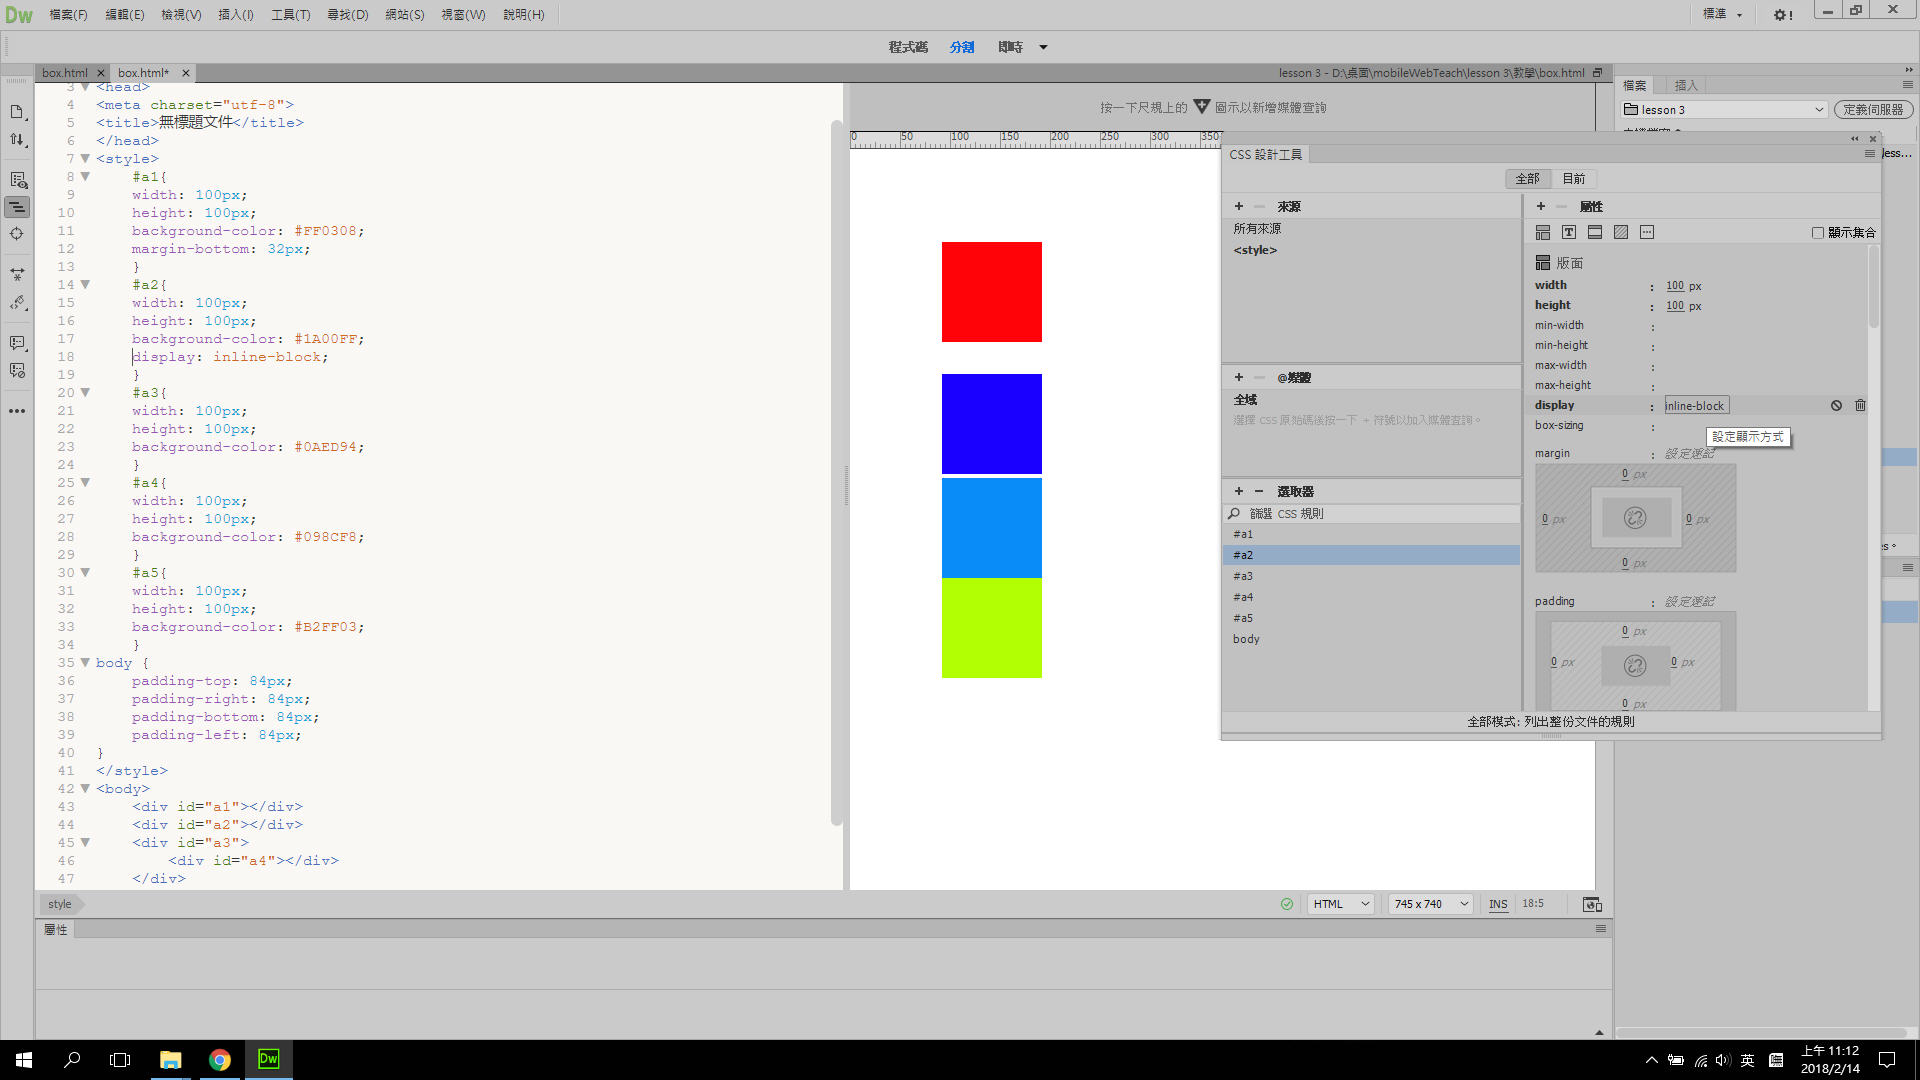 Dw 檔案(F) 編輯(E) 檢視(V) 插入(I) 工具(T) 尋找(D) 網站(S) 視窗(W) 說明(H) 標準
程式碼 分割 即時
box.html box.html* lesson 3 - D:\桌面\mobileWebTeach\lesson 3\教學\box.html
檔案 插入
lesson 3 定義伺服器
按一下尺規上的 圖示以新增媒體查詢
0 50 100 150 200 250 300 350
3 <head>
4 <meta charset="utf-8">
5 <title>無標題文件</title>
6 </head>
7 <style>
8 #a1{
9 width: 100px;
10 height: 100px;
11 background-color: #FF0308;
12 margin-bottom: 32px;
13 }
14 #a2{
15 width: 100px;
16 height: 100px;
17 background-color: #1A00FF;
18 display: inline-block;
19 }
20 #a3{
21 width: 100px;
22 height: 100px;
23 background-color: #0AED94;
24 }
25 #a4{
26 width: 100px;
27 height: 100px;
28 background-color: #098CF8;
29 }
30 #a5{
31 width: 100px;
32 height: 100px;
33 background-color: #B2FF03;
34 }
35 body {
36 padding-top: 84px;
37 padding-right: 84px;
38 padding-bottom: 84px;
39 padding-left: 84px;
40 }
41 </style>
42 <body>
43 <div id="a1"></div>
44 <div id="a2"></div>
45 <div id="a3">
46 <div id="a4"></div>
47 </div>
CSS 設計工具
全部 目前
+ − 來源
所有來源
<style>
+ − @媒體
全域
選擇 CSS 原始碼後按一下 + 符號以加入媒體查詢。
+ − 選取器
篩選 CSS 規則
#a1
#a2
#a3
#a4
#a5
body
+ − 屬性
顯示集合
版面
width : 100 px
height : 100 px
min-width :
min-height :
max-width :
max-height :
display : inline-block
box-sizing :
設定顯示方式
margin : 設定速記
0 px
0 px 0 px
0 px
padding : 設定速記
0 px
0 px 0 px
0 px
全部模式: 列出整份文件的規則
less...
style HTML 745 x 740 INS 18:5
屬性
Dw
英
上午 11:12
2018/2/14